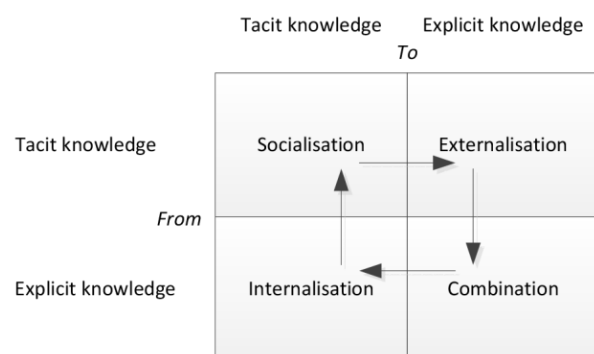 Tacit knowledge Explicit knowledge
To
Tacit knowledge Socialisation Externalisation
From
Explicit knowledge Internalisation Combination